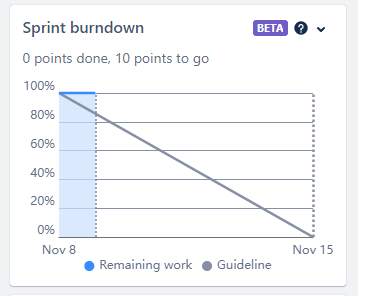 Sprint burndown BETA ?
0 points done, 10 points to go
100%
80%
60%
40%
20%
0%
Nov 8 Nov 15
Remaining work Guideline